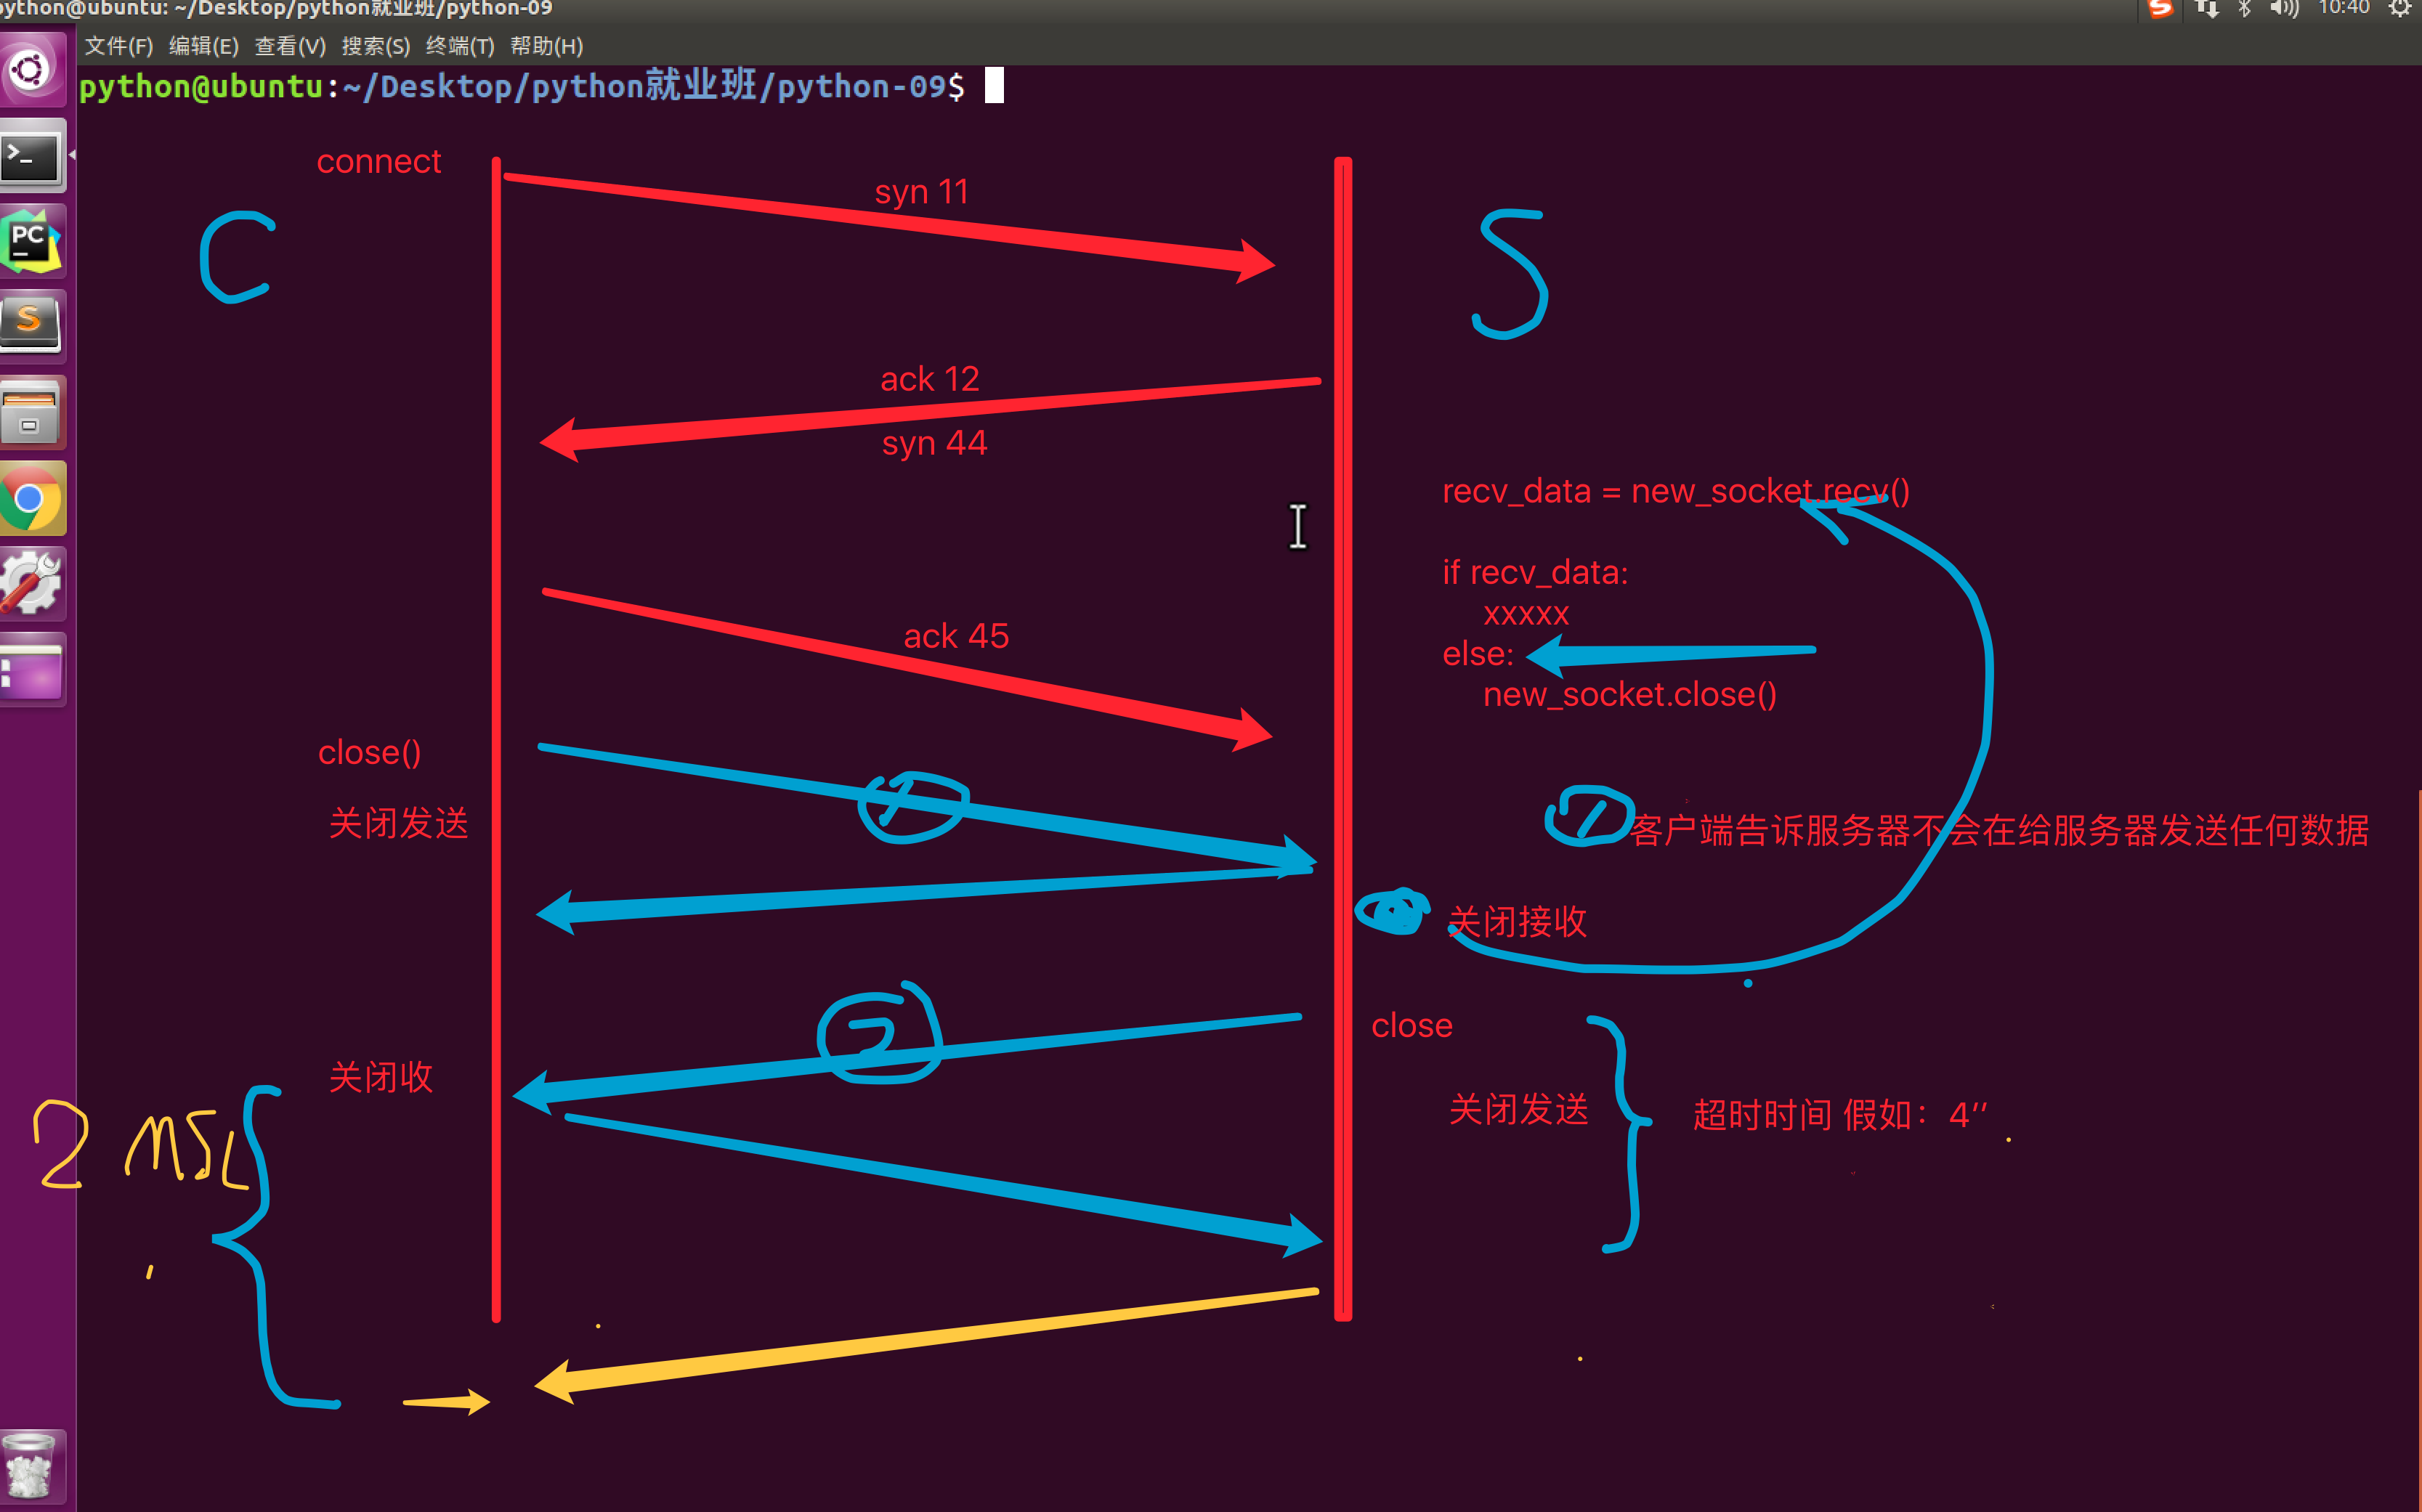 python@ubuntu: ~/Desktop/python就业班/python-09
10:40
文件(F) 编辑(E) 查看(V) 搜索(S) 终端(T) 帮助(H)
python@ubuntu:~/Desktop/python就业班/python-09$
connect
syn 11
C
S
ack 12
syn 44
recv_data = new_socket.recv()
if recv_data:
xxxxx
ack 45
else:
new_socket.close()
close()
1
关闭发送
1 客户端告诉服务器不会在给服务器发送任何数据
关闭接收
2
close
关闭收
关闭发送
超时时间 假如：4''
2 MSL
PC
S
S
>_